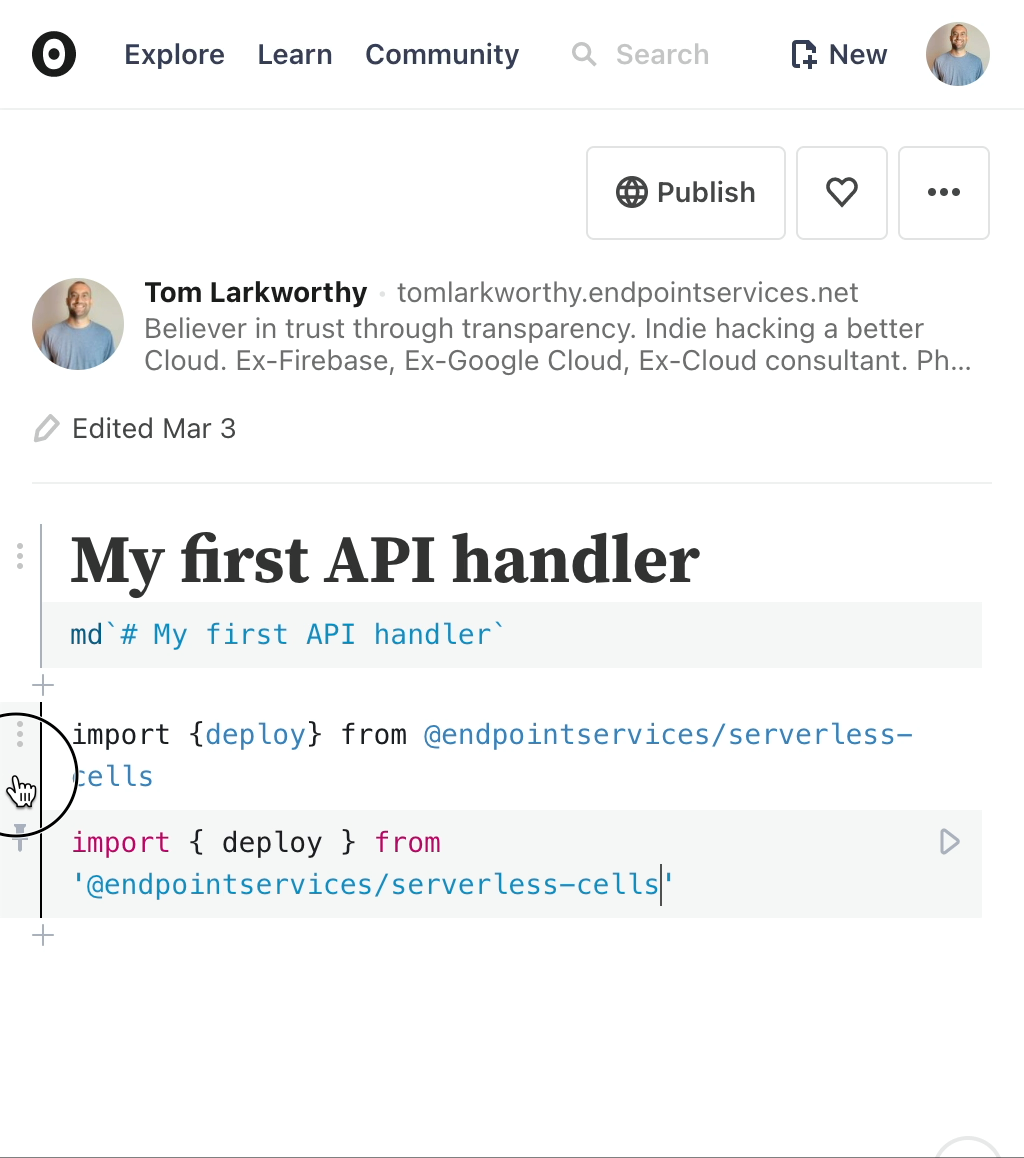 Explore Learn Community Search New
Publish
Tom Larkworthy • tomlarkworthy.endpointservices.net
Believer in trust through transparency. Indie hacking a better
Cloud. Ex-Firebase, Ex-Google Cloud, Ex-Cloud consultant. Ph...
Edited Mar 3
My first API handler
md`# My first API handler`
import {deploy} from @endpointservices/serverless-
cells
import { deploy } from
'@endpointservices/serverless-cells'